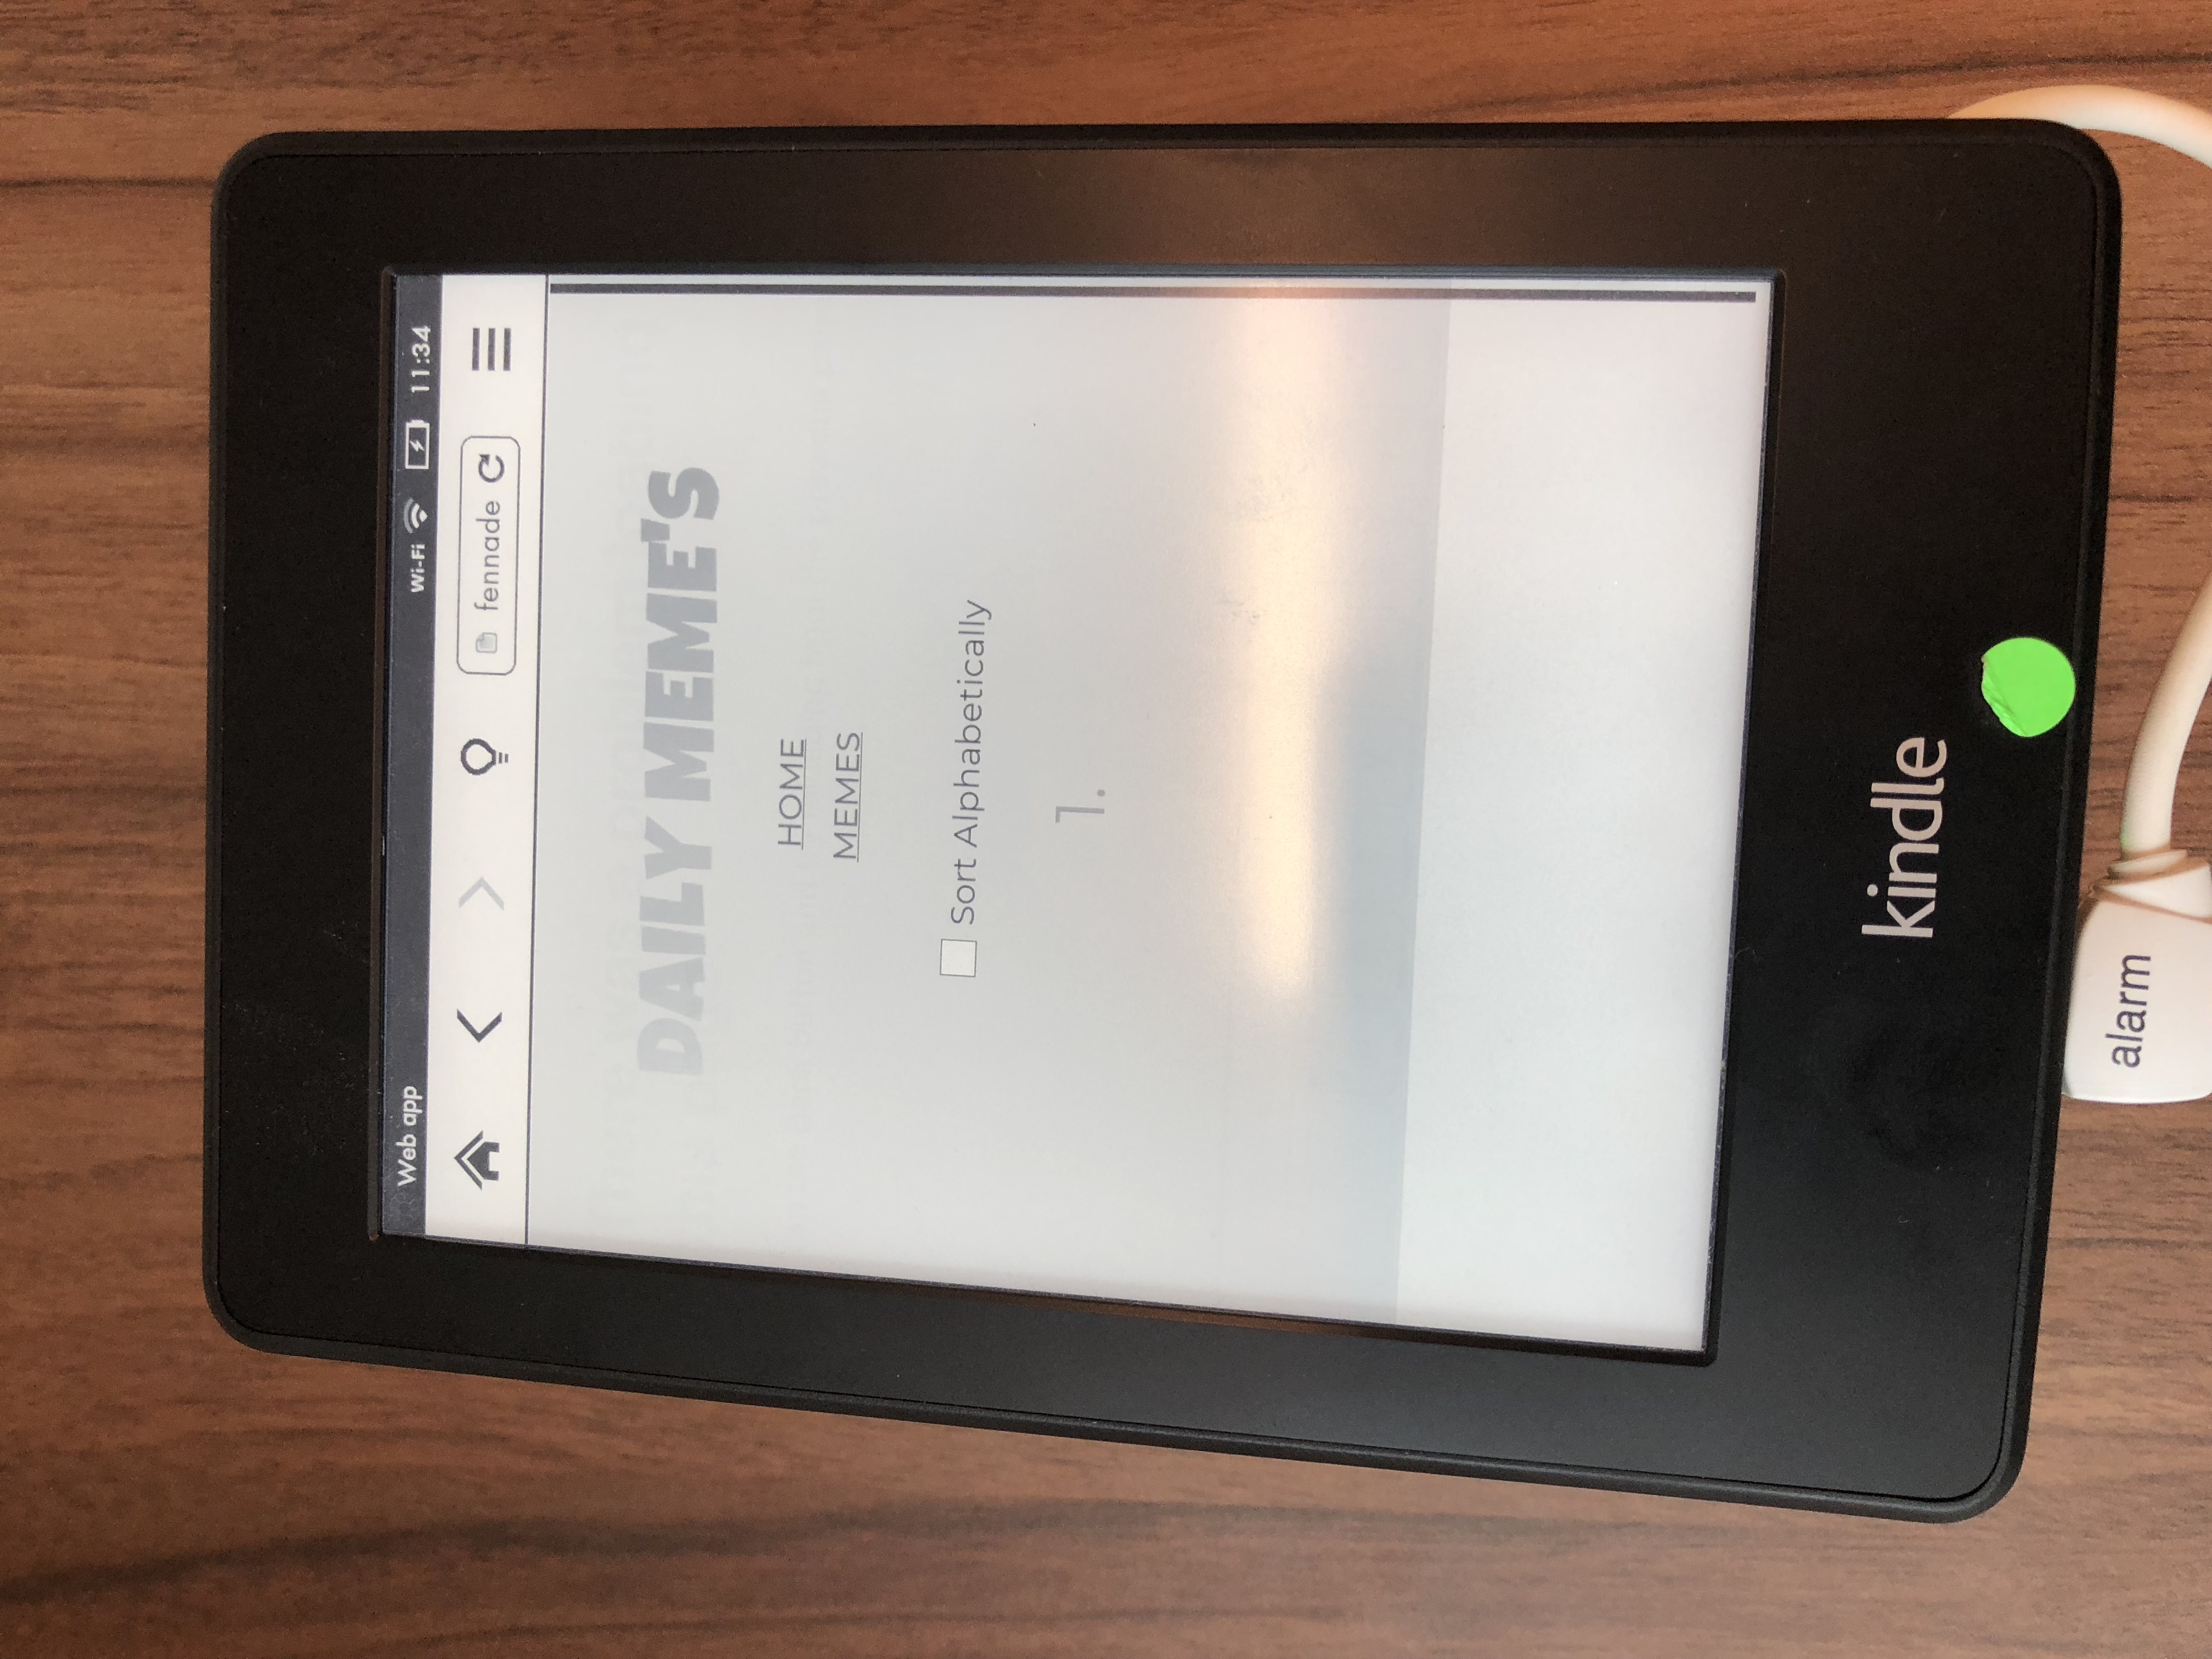 Web app Wi-Fi 11:34
fennade
DAILY MEME'S
HOME
MEMES
Sort Alphabetically
1.
kindle
alarm